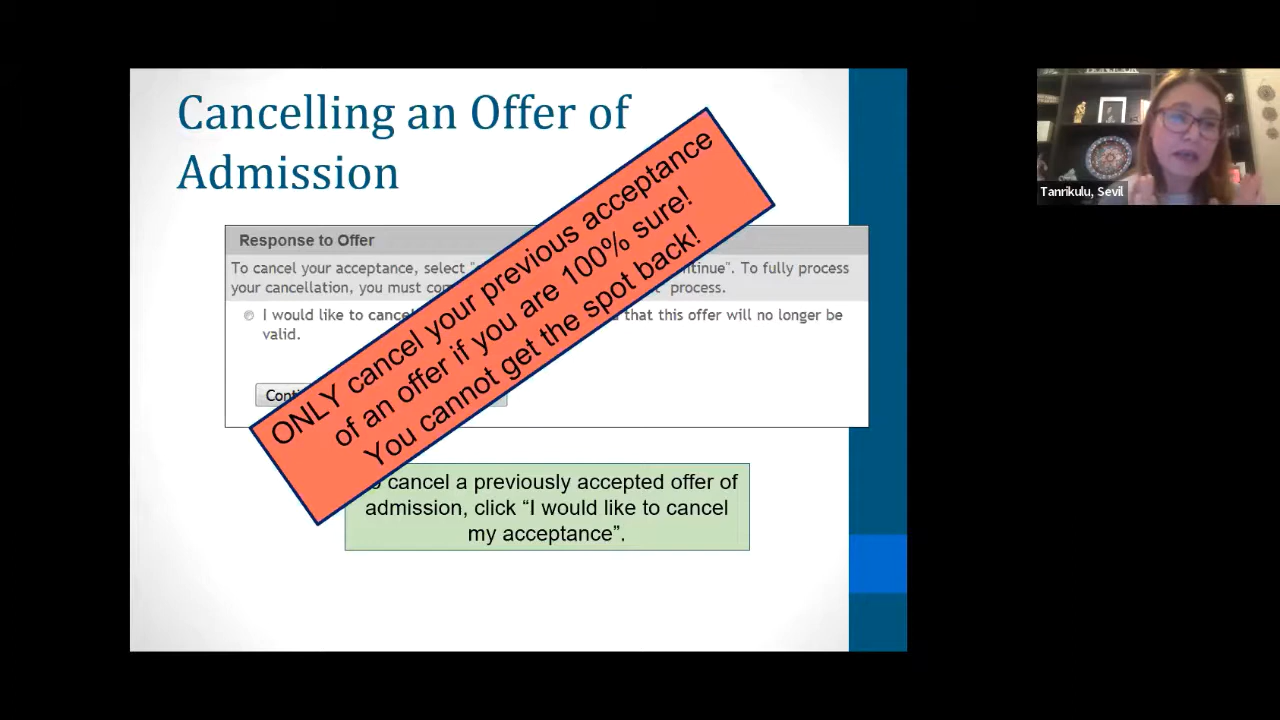 Cancelling an Offer of
Admission
Response to Offer
To cancel your acceptance, select "
ntinue". To fully process
your cancellation, you must
process.
I would like to cancel
that this offer will no longer be
valid.
Conti
ONLY cancel your previous acceptance
of an offer if you are 100% sure!
You cannot get the spot back!
cancel a previously accepted offer of
admission, click “I would like to cancel
my acceptance”.
Tanrikulu, Sevil